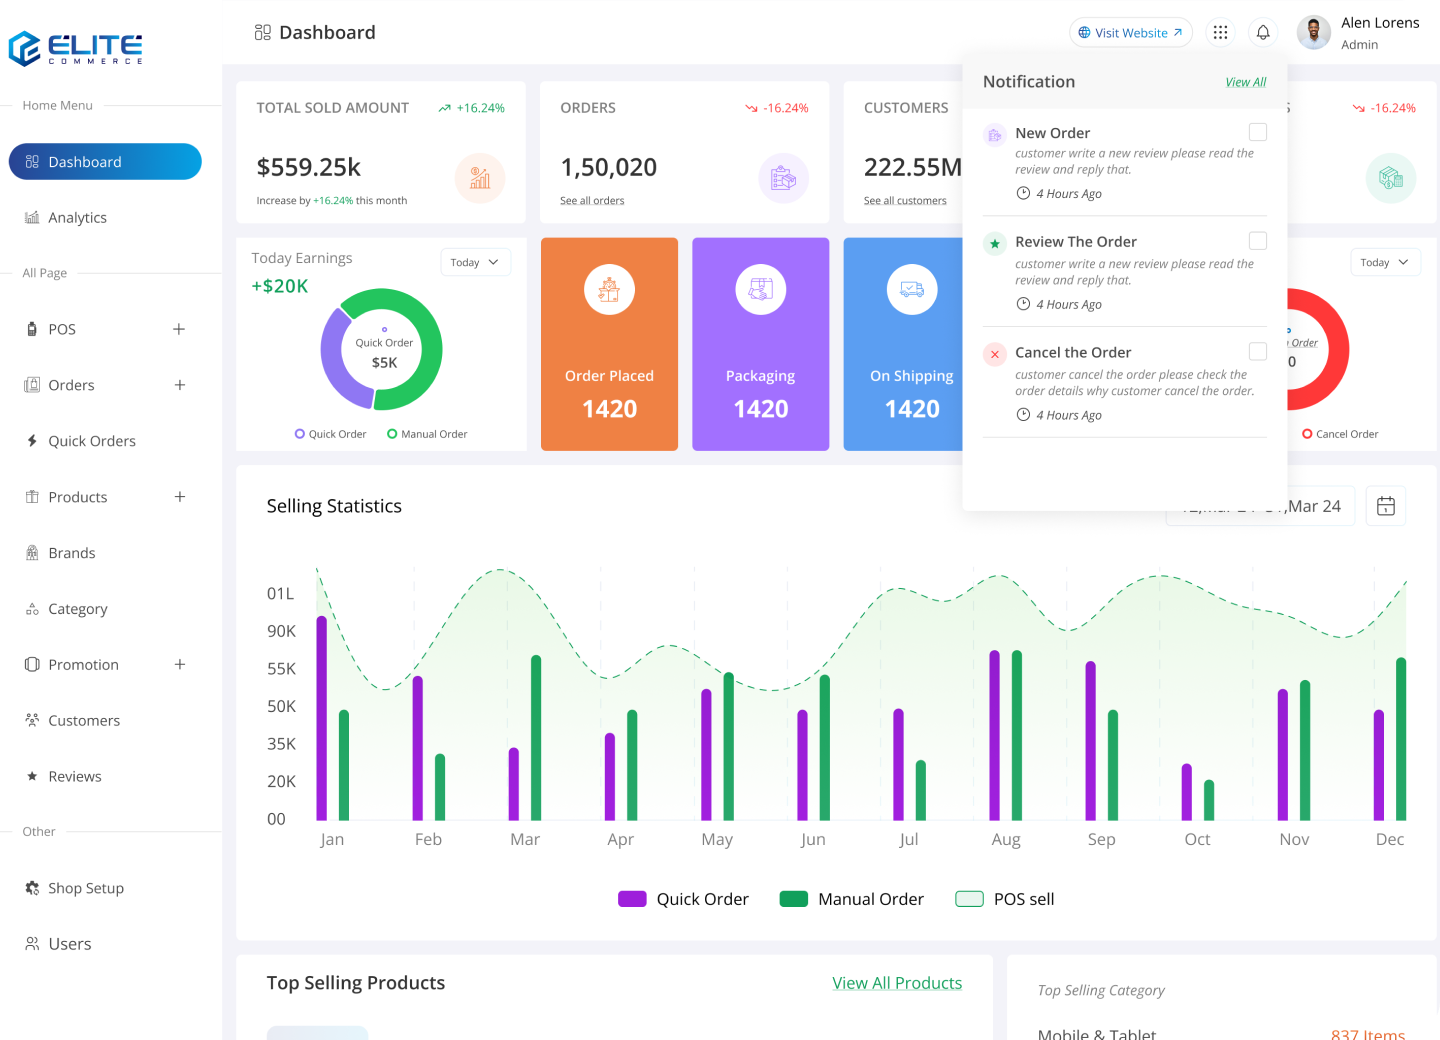 ELITE
COMMERCE
Home Menu
Dashboard
Analytics
All Page
POS
Orders
Quick Orders
Products
Brands
Category
Promotion
Customers
Reviews
Other
Shop Setup
Users
Dashboard
Visit Website
Alen Lorens
Admin
TOTAL SOLD AMOUNT
+16.24%
$559.25k
Increase by +16.24% this month
ORDERS
-16.24%
1,50,020
See all orders
CUSTOMERS
222.55M
See all customers
S
-16.24%
Notification
View All
New Order
customer write a new review please read the
review and reply that.
4 Hours Ago
Review The Order
customer write a new review please read the
review and reply that.
4 Hours Ago
Cancel the Order
customer cancel the order please check the
order details why customer cancel the order.
4 Hours Ago
Today Earnings
+$20K
Today
Quick Order
$5K
Quick Order
Manual Order
Order Placed
1420
Packaging
1420
On Shipping
1420
Today
Order
0
Cancel Order
Selling Statistics
Mar 24
1
01L
90K
55K
50K
35K
20K
00
Jan
Feb
Mar
Apr
May
Jun
Jul
Aug
Sep
Oct
Nov
Dec
Quick Order
Manual Order
POS sell
Top Selling Products
View All Products
Top Selling Category
Mobile & Tablet
837 Items